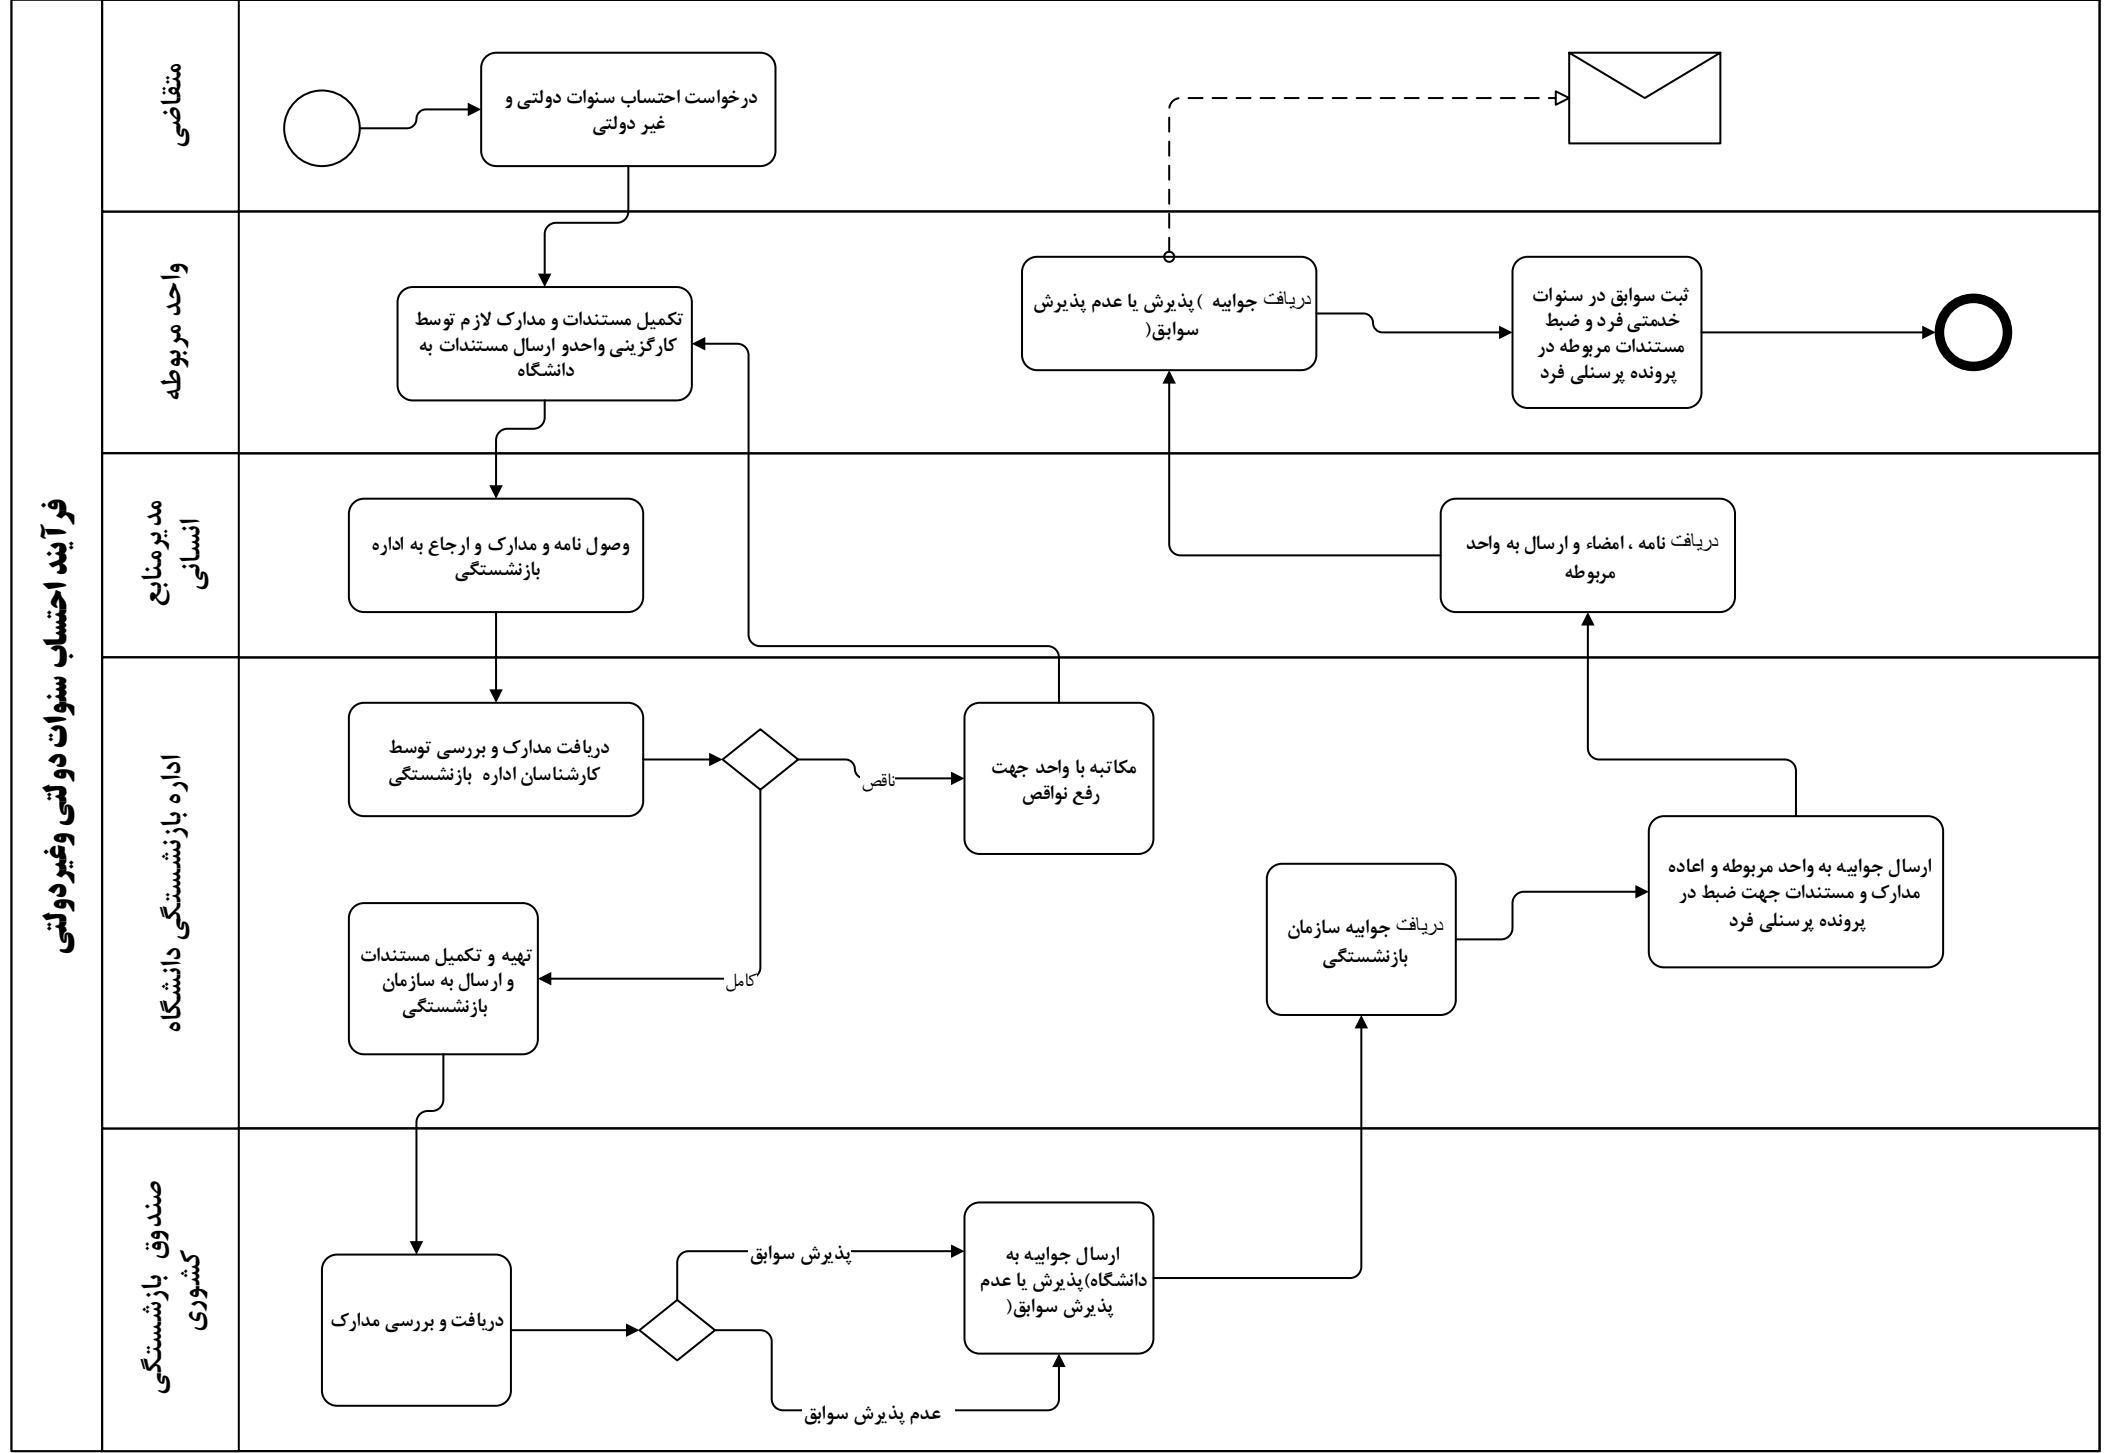 فرآیند احتساب سنوات دولتی وغیردولتی
متقاضی
درخواست احتساب سنوات دولتی و
غیر دولتی
واحد مربوطه
تکمیل مستندات و مدارک لازم توسط
کارگزینی واحدو ارسال مستندات به
دانشگاه
دریافت جوابیه )پذیرش یا عدم پذیرش
سوابق(
ثبت سوابق در سنوات
خدمتی فرد و ضبط
مستندات مربوطه در
پرونده پرسنلی فرد
مدیرمنابع
انسانی
وصول نامه و مدارک و ارجاع به اداره
بازنشستگی
دریافت نامه ، امضاء و ارسال به واحد
مربوطه
اداره بازنشستگی دانشگاه
دریافت مدارک و بررسی توسط
کارشناسان اداره بازنشستگی
ناقص
مکاتبه با واحد جهت
رفع نواقص
کامل
تهیه و تکمیل مستندات
و ارسال به سازمان
بازنشستگی
دریافت جوابیه سازمان
بازنشستگی
ارسال جوابیه به واحد مربوطه و اعاده
مدارک و مستندات جهت ضبط در
پرونده پرسنلی فرد
صندوق بازشستگی
کشوری
دریافت و بررسی مدارک
پذیرش سوابق
عدم پذیرش سوابق
ارسال جوابیه به
دانشگاه)پذیرش یا عدم
پذیرش سوابق(